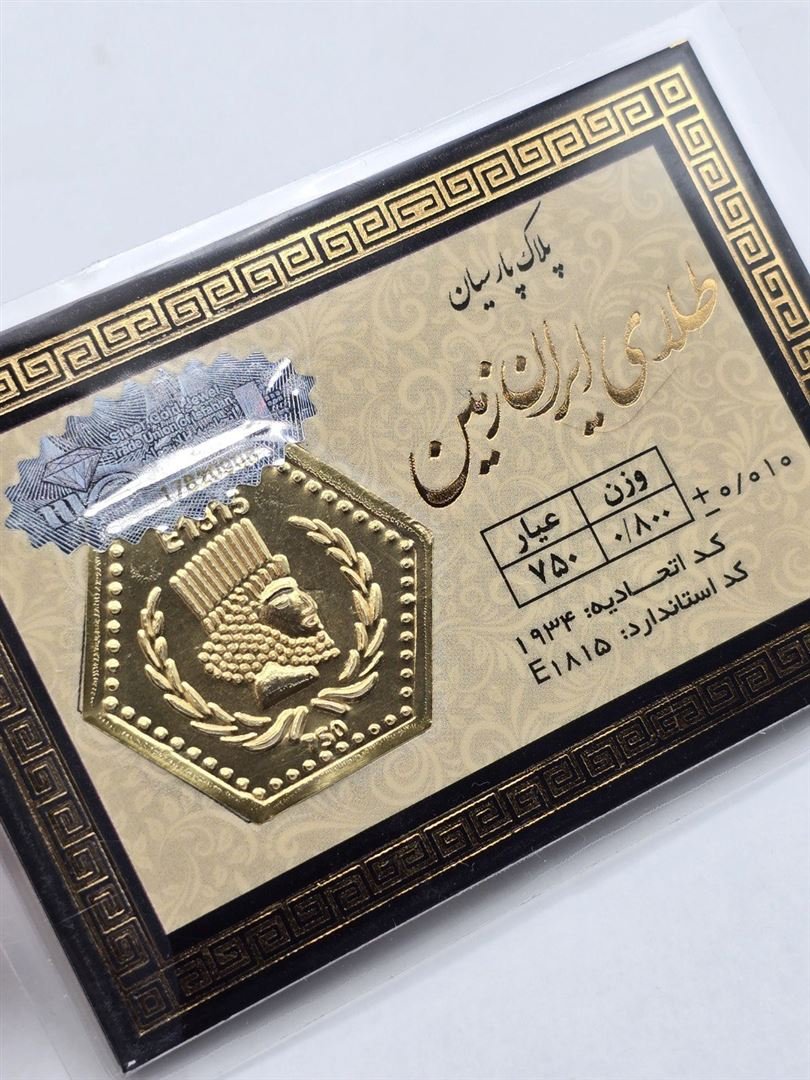 پلاک پارسیان
طلای ایران زمین
وزن عیار
۰/۸۰۰ ۷۵۰
±۰/۰۱۰
کد اتحادیه: ۱۹۳۴
کد استاندارد: E۱۸۱۵
E1815
750